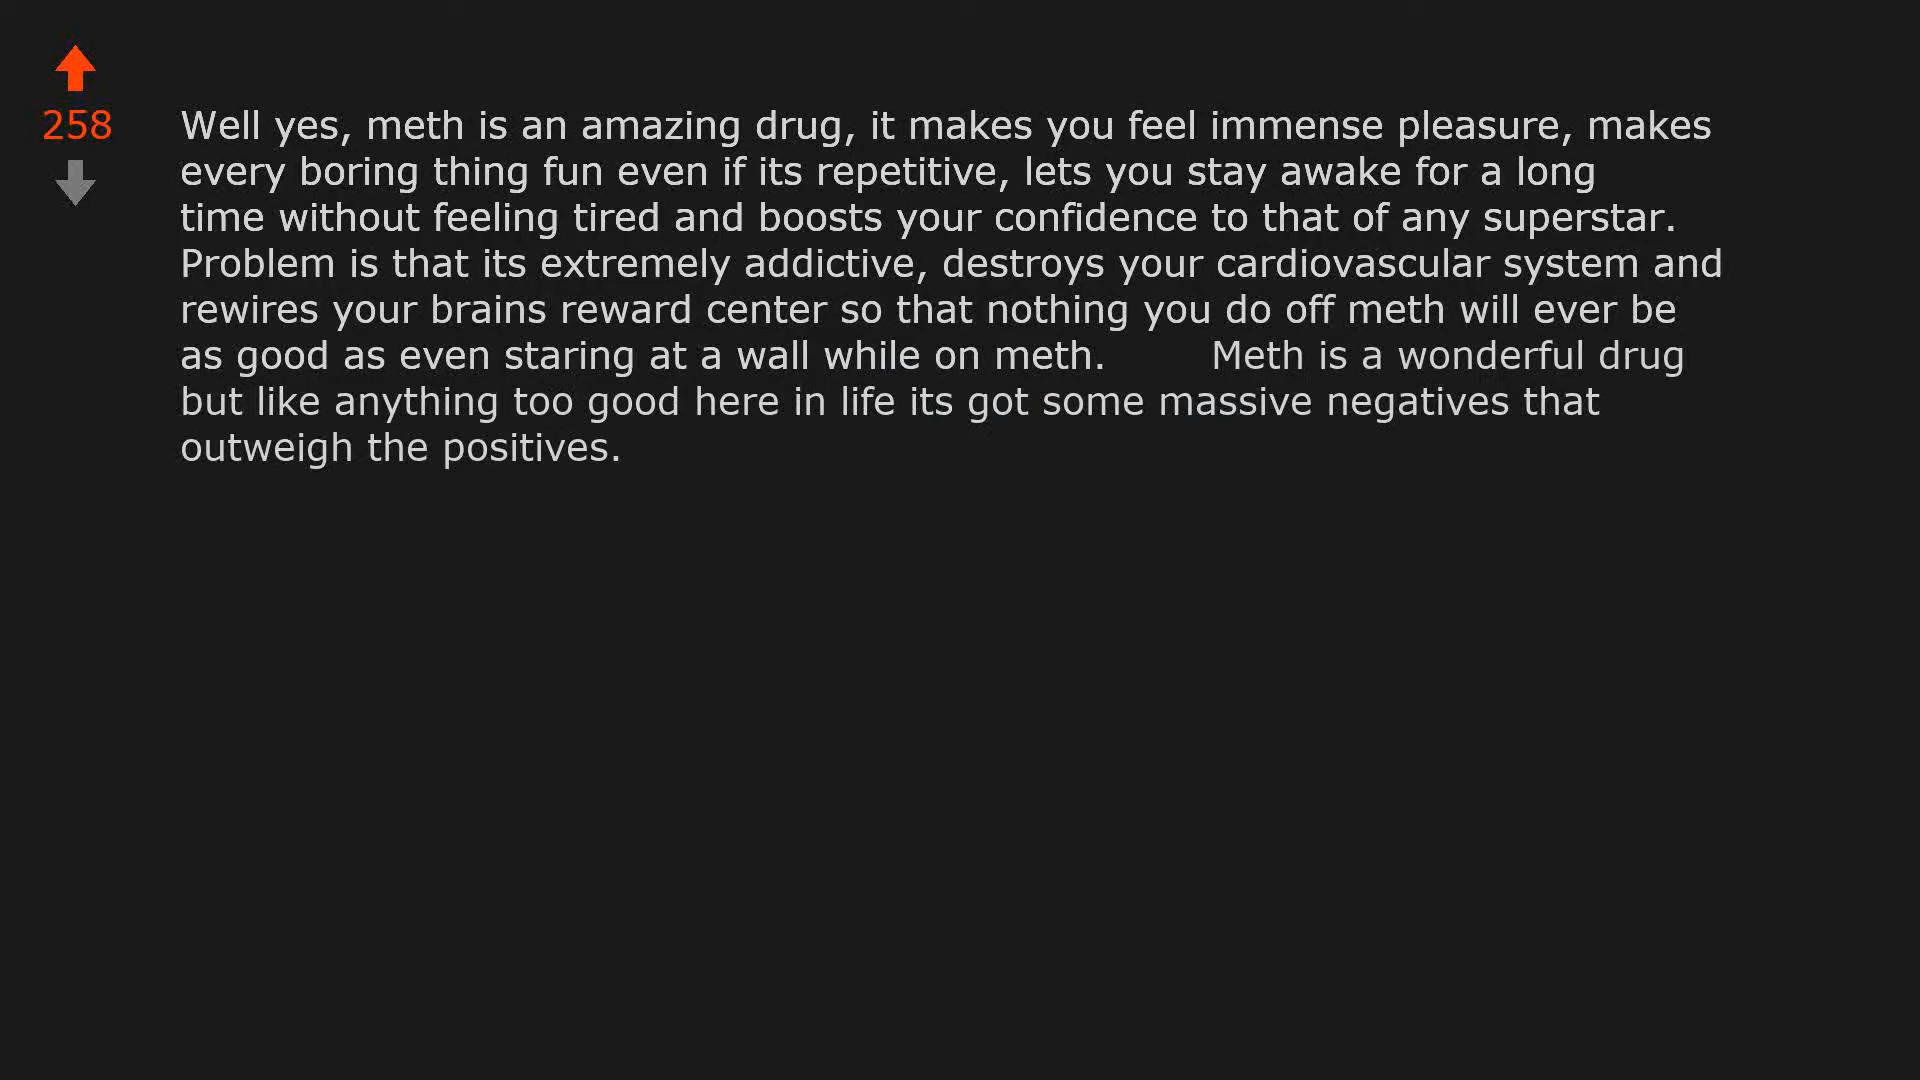 258
Well yes, meth is an amazing drug, it makes you feel immense pleasure, makes
every boring thing fun even if its repetitive, lets you stay awake for a long
time without feeling tired and boosts your confidence to that of any superstar.
Problem is that its extremely addictive, destroys your cardiovascular system and
rewires your brains reward center so that nothing you do off meth will ever be
as good as even staring at a wall while on meth. Meth is a wonderful drug
but like anything too good here in life its got some massive negatives that
outweigh the positives.